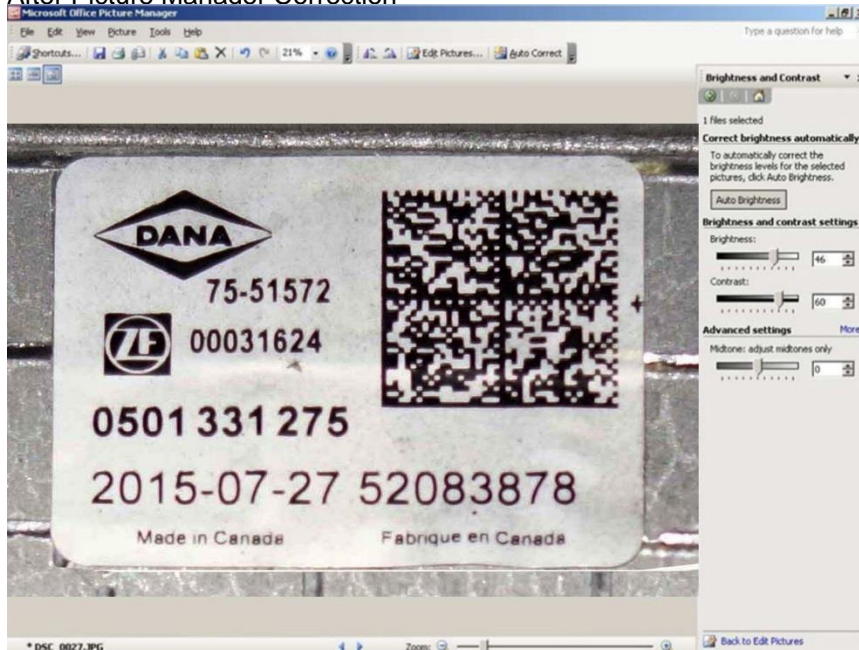 After Picture Manager Correction
Microsoft Office Picture Manager
File Edit View Picture Tools Help
Type a question for help
Shortcuts... 21% Edit Pictures... Auto Correct
Brightness and Contrast
1 files selected
Correct brightness automatically
To automatically correct the
brightness levels for the selected
pictures, click Auto Brightness.
Auto Brightness
Brightness and contrast settings
Brightness:
46
Contrast:
60
Advanced settings More
Midtone: adjust midtones only
0
DANA
75-51572
ZF 00031624
0501 331 275
2015-07-27 52083878
Made in Canada Fabrique en Canada
* DSC_0027.JPG Zoom:
Back to Edit Pictures